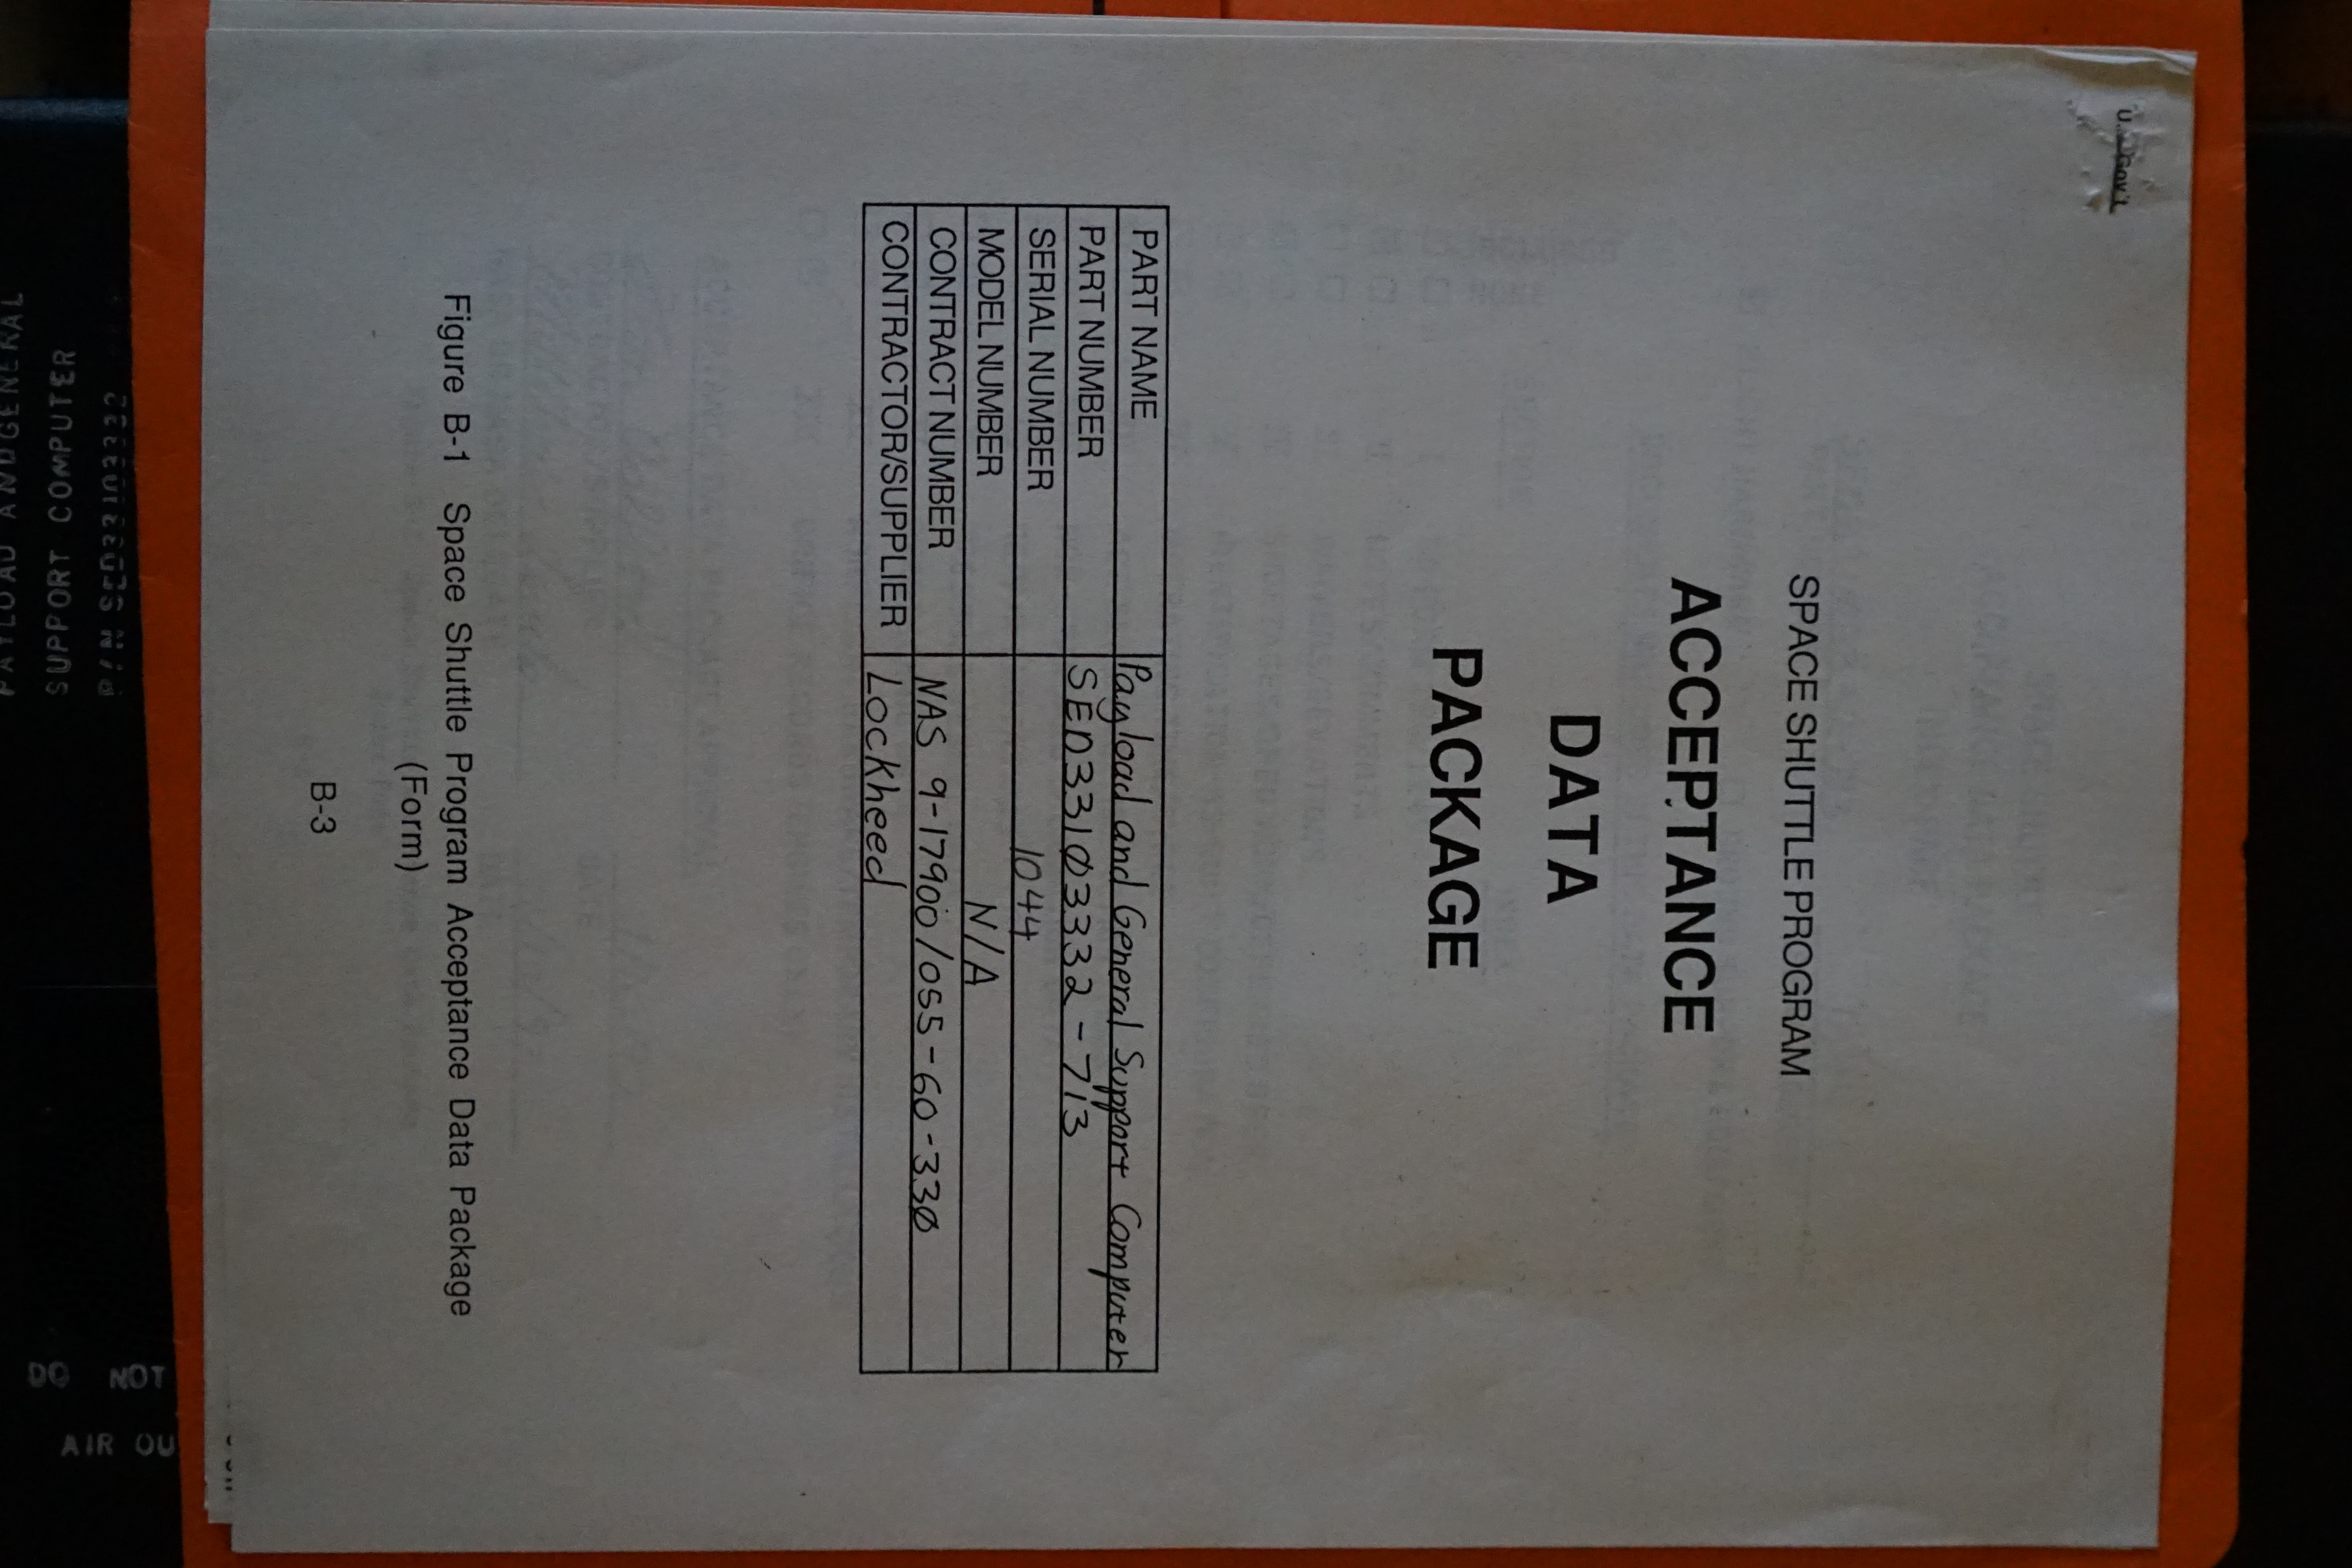 SPACE SHUTTLE PROGRAM
ACCEPTANCE
DATA
PACKAGE
PART NAME Payload and General Support Computer
PART NUMBER SED33103332-713
SERIAL NUMBER 1044
MODEL NUMBER N/A
CONTRACT NUMBER NAS 9-17900/055-60-330
CONTRACTOR/SUPPLIER Lockheed
Figure B-1 Space Shuttle Program Acceptance Data Package
(Form)
B-3
SUPPORT COMPUTER
DO NOT
AIR OU